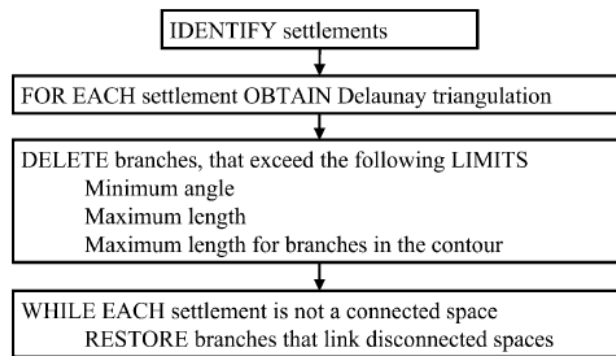 IDENTIFY settlements
FOR EACH settlement OBTAIN Delaunay triangulation
DELETE branches, that exceed the following LIMITS
Minimum angle
Maximum length
Maximum length for branches in the contour
WHILE EACH settlement is not a connected space
RESTORE branches that link disconnected spaces